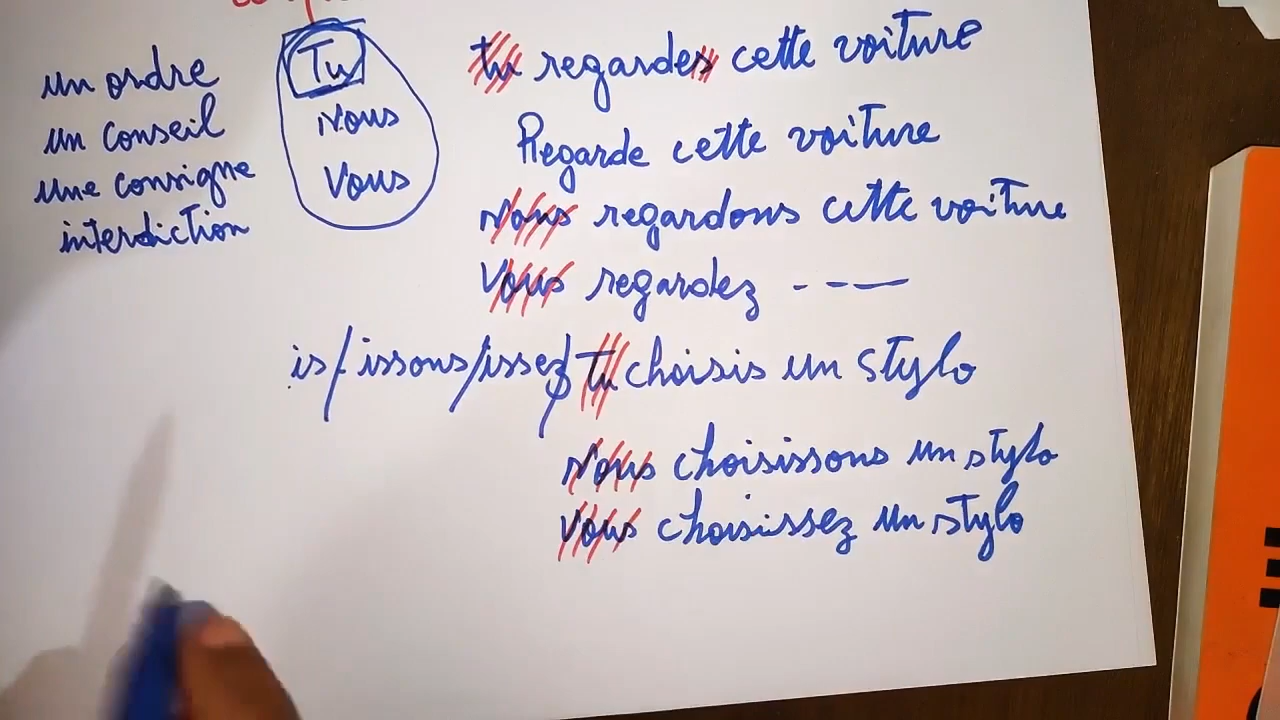 un ordre
un conseil
une consigne
interdiction
Tu
Nous
Vous
tu regardes cette voiture
Regarde cette voiture
Nous regardons cette voiture
Vous regardez - - —
is/issons/issez Tu choisis un stylo
Nous choisissons un stylo
Vous choisissez un stylo